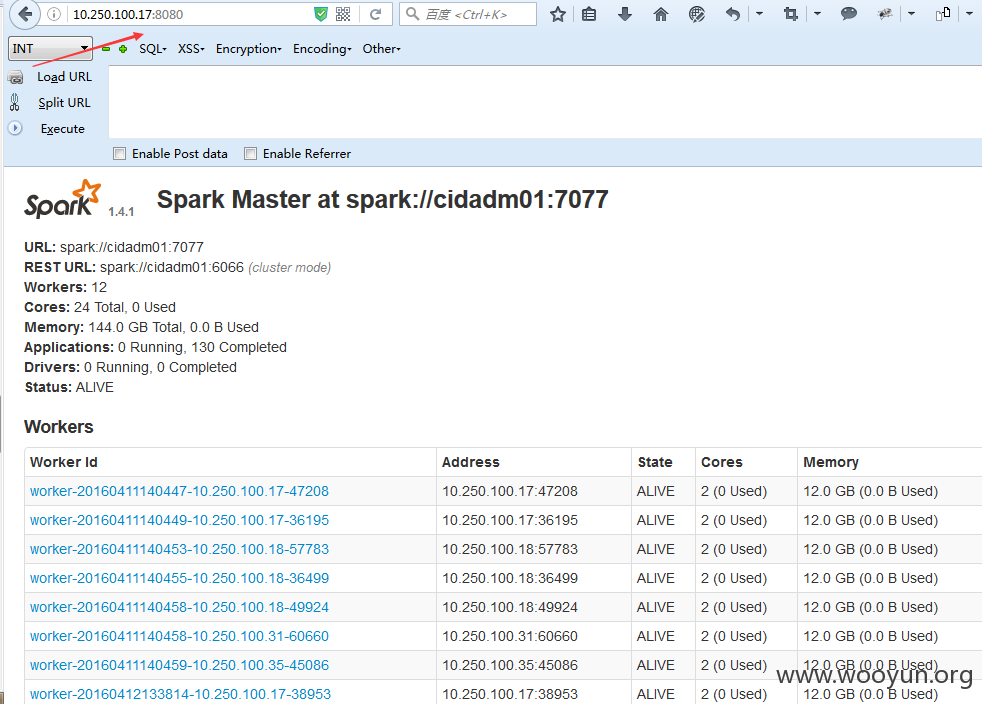 10.250.100.17:8080
百度 <Ctrl+K>
INT SQL XSS Encryption Encoding Other
Load URL
Split URL
Execute
Enable Post data Enable Referrer
Spark 1.4.1 Spark Master at spark://cidadm01:7077
URL: spark://cidadm01:7077
REST URL: spark://cidadm01:6066 (cluster mode)
Workers: 12
Cores: 24 Total, 0 Used
Memory: 144.0 GB Total, 0.0 B Used
Applications: 0 Running, 130 Completed
Drivers: 0 Running, 0 Completed
Status: ALIVE
Workers
Worker Id Address State Cores Memory
worker-20160411140447-10.250.100.17-47208 10.250.100.17:47208 ALIVE 2 (0 Used) 12.0 GB (0.0 B Used)
worker-20160411140449-10.250.100.17-36195 10.250.100.17:36195 ALIVE 2 (0 Used) 12.0 GB (0.0 B Used)
worker-20160411140453-10.250.100.18-57783 10.250.100.18:57783 ALIVE 2 (0 Used) 12.0 GB (0.0 B Used)
worker-20160411140455-10.250.100.18-36499 10.250.100.18:36499 ALIVE 2 (0 Used) 12.0 GB (0.0 B Used)
worker-20160411140458-10.250.100.18-49924 10.250.100.18:49924 ALIVE 2 (0 Used) 12.0 GB (0.0 B Used)
worker-20160411140458-10.250.100.31-60660 10.250.100.31:60660 ALIVE 2 (0 Used) 12.0 GB (0.0 B Used)
worker-20160411140459-10.250.100.35-45086 10.250.100.35:45086 ALIVE 2 (0 Used) 12.0 GB (0.0 B Used)
www.wooyun.org
worker-20160412133814-10.250.100.17-38953 10.250.100.17:38953 ALIVE 2 (0 Used) 12.0 GB (0.0 B Used)